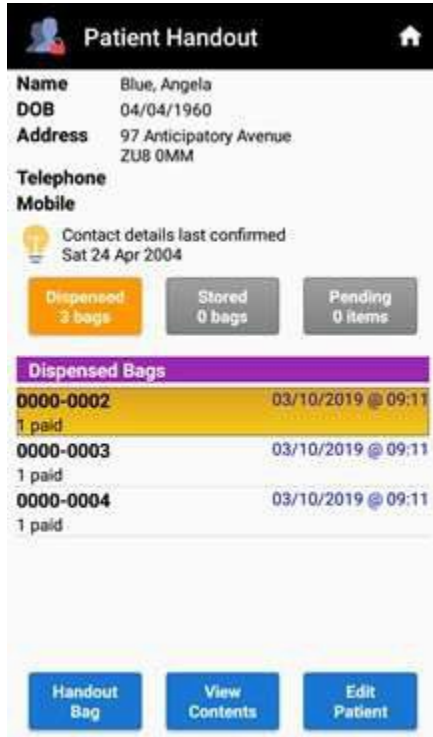 Patient Handout
Name Blue, Angela
DOB 04/04/1960
Address 97 Anticipatory Avenue
ZU8 0MM
Telephone
Mobile
Contact details last confirmed
Sat 24 Apr 2004
Dispensed Stored Pending
3 bags 0 bags 0 items
Dispensed Bags
0000-0002 03/10/2019 @ 09:11
1 paid
0000-0003 03/10/2019 @ 09:11
1 paid
0000-0004 03/10/2019 @ 09:11
1 paid
Handout View Edit
Bag Contents Patient